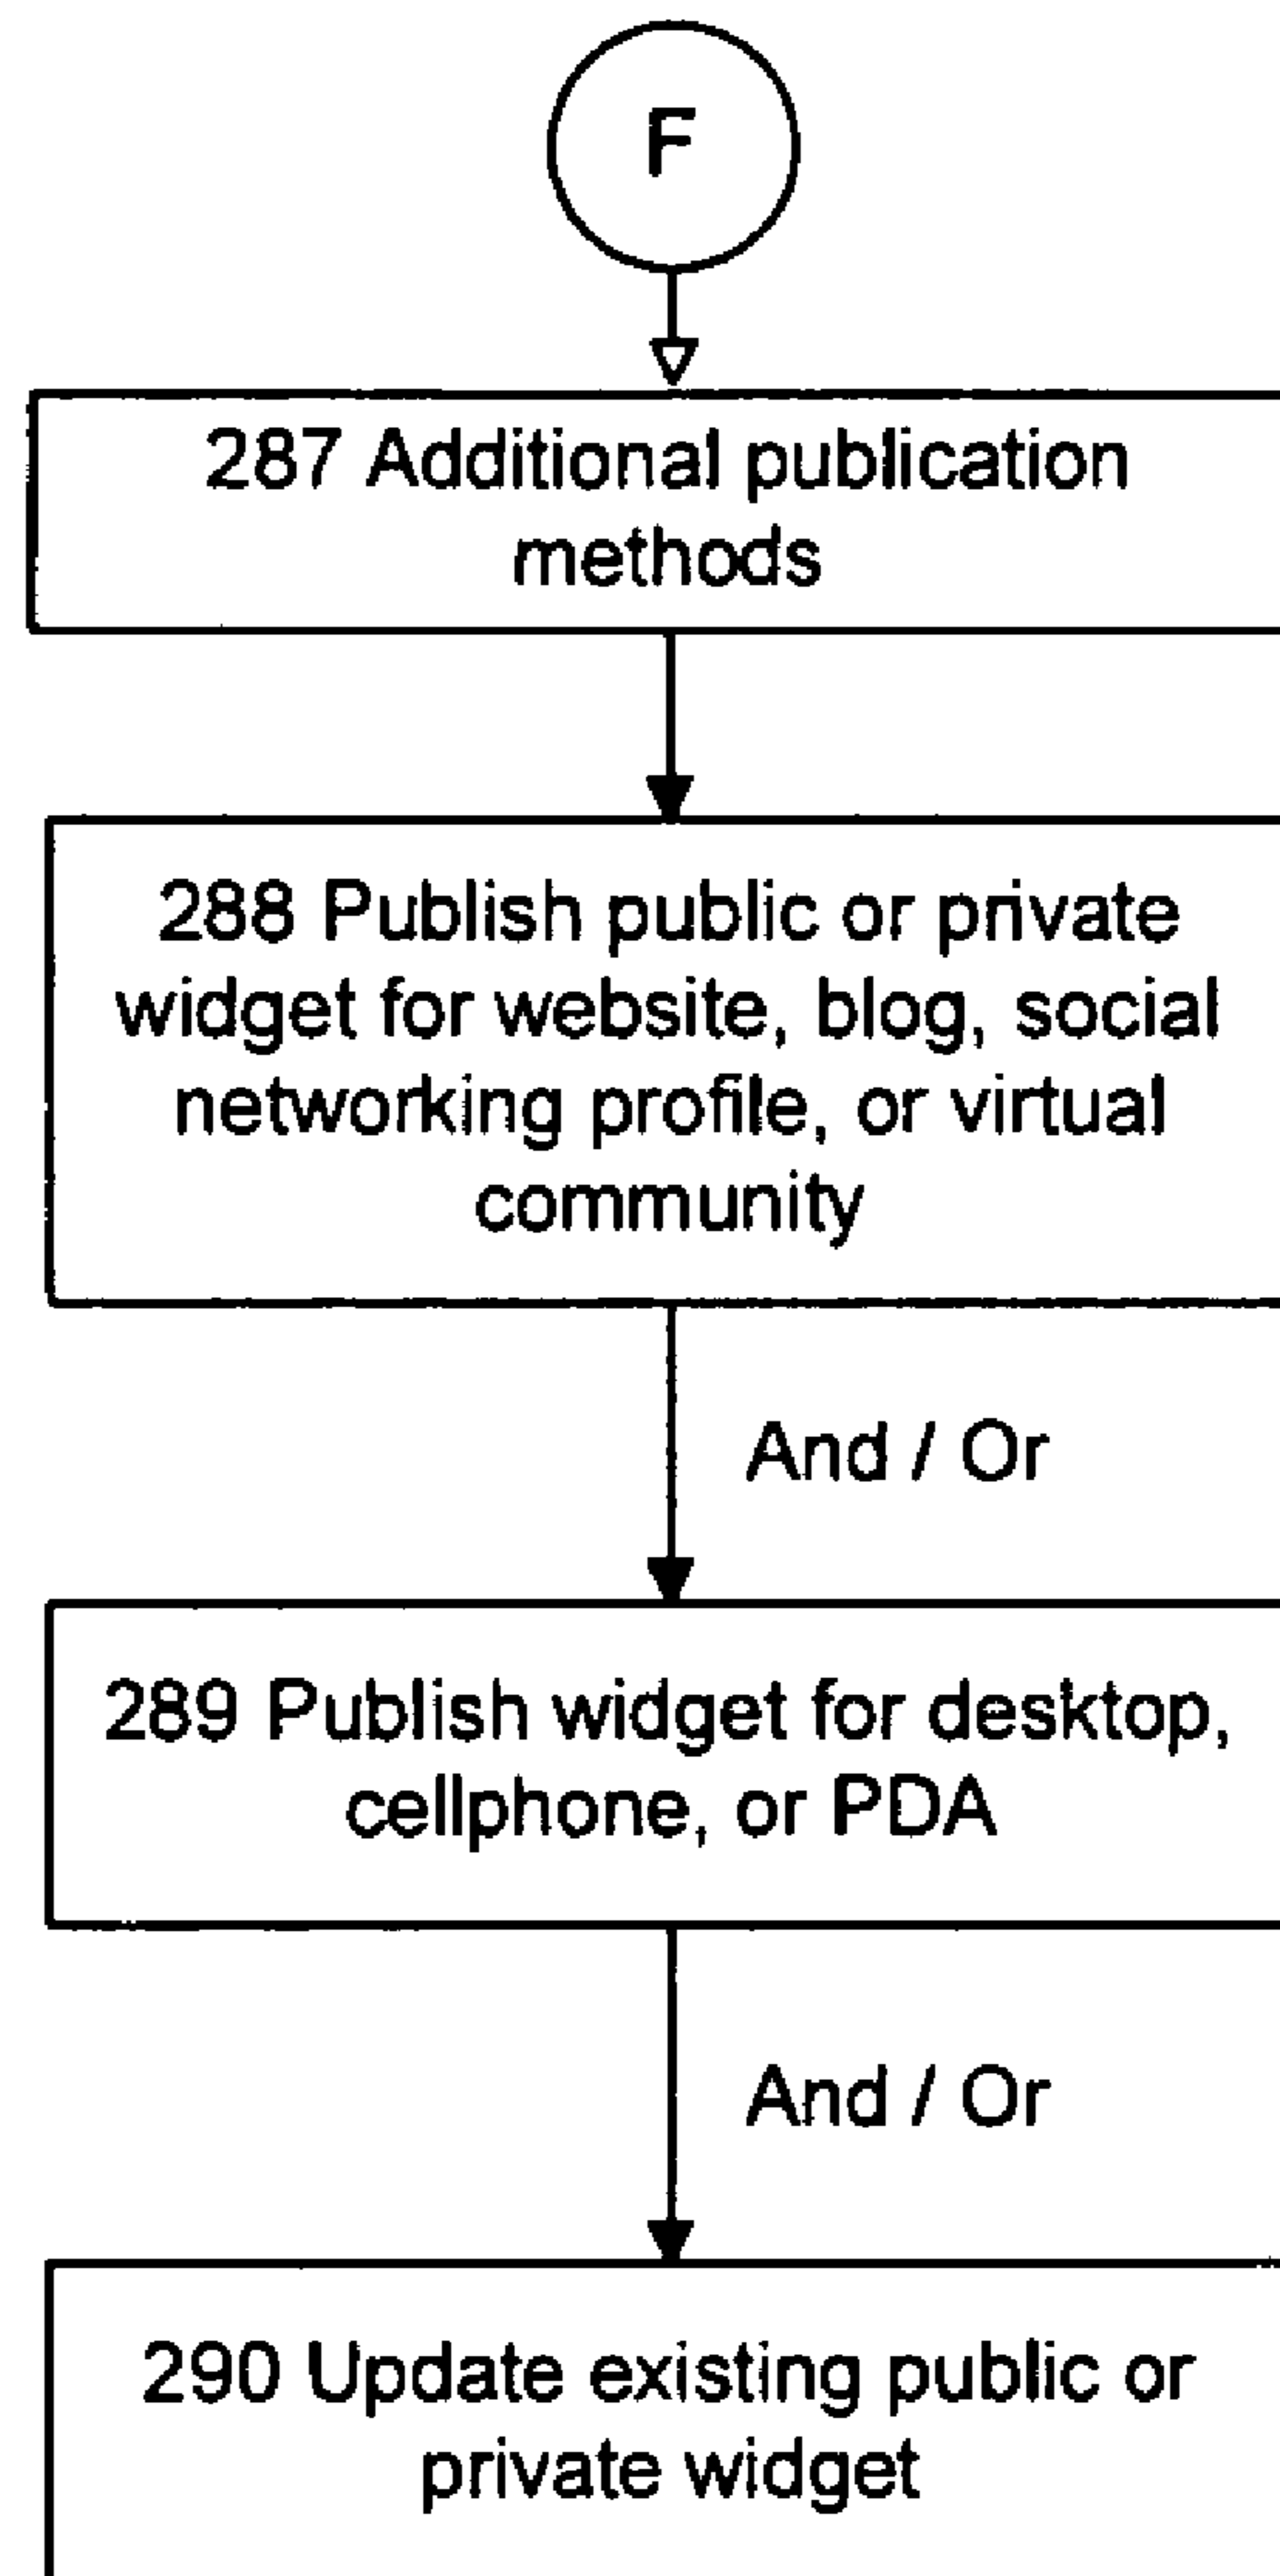 F
287 Additional publication
methods
288 Publish public or private
widget for website, blog, social
networking profile, or virtual
community
And / Or
289 Publish widget for desktop,
cellphone, or PDA
And / Or
290 Update existing public or
private widget